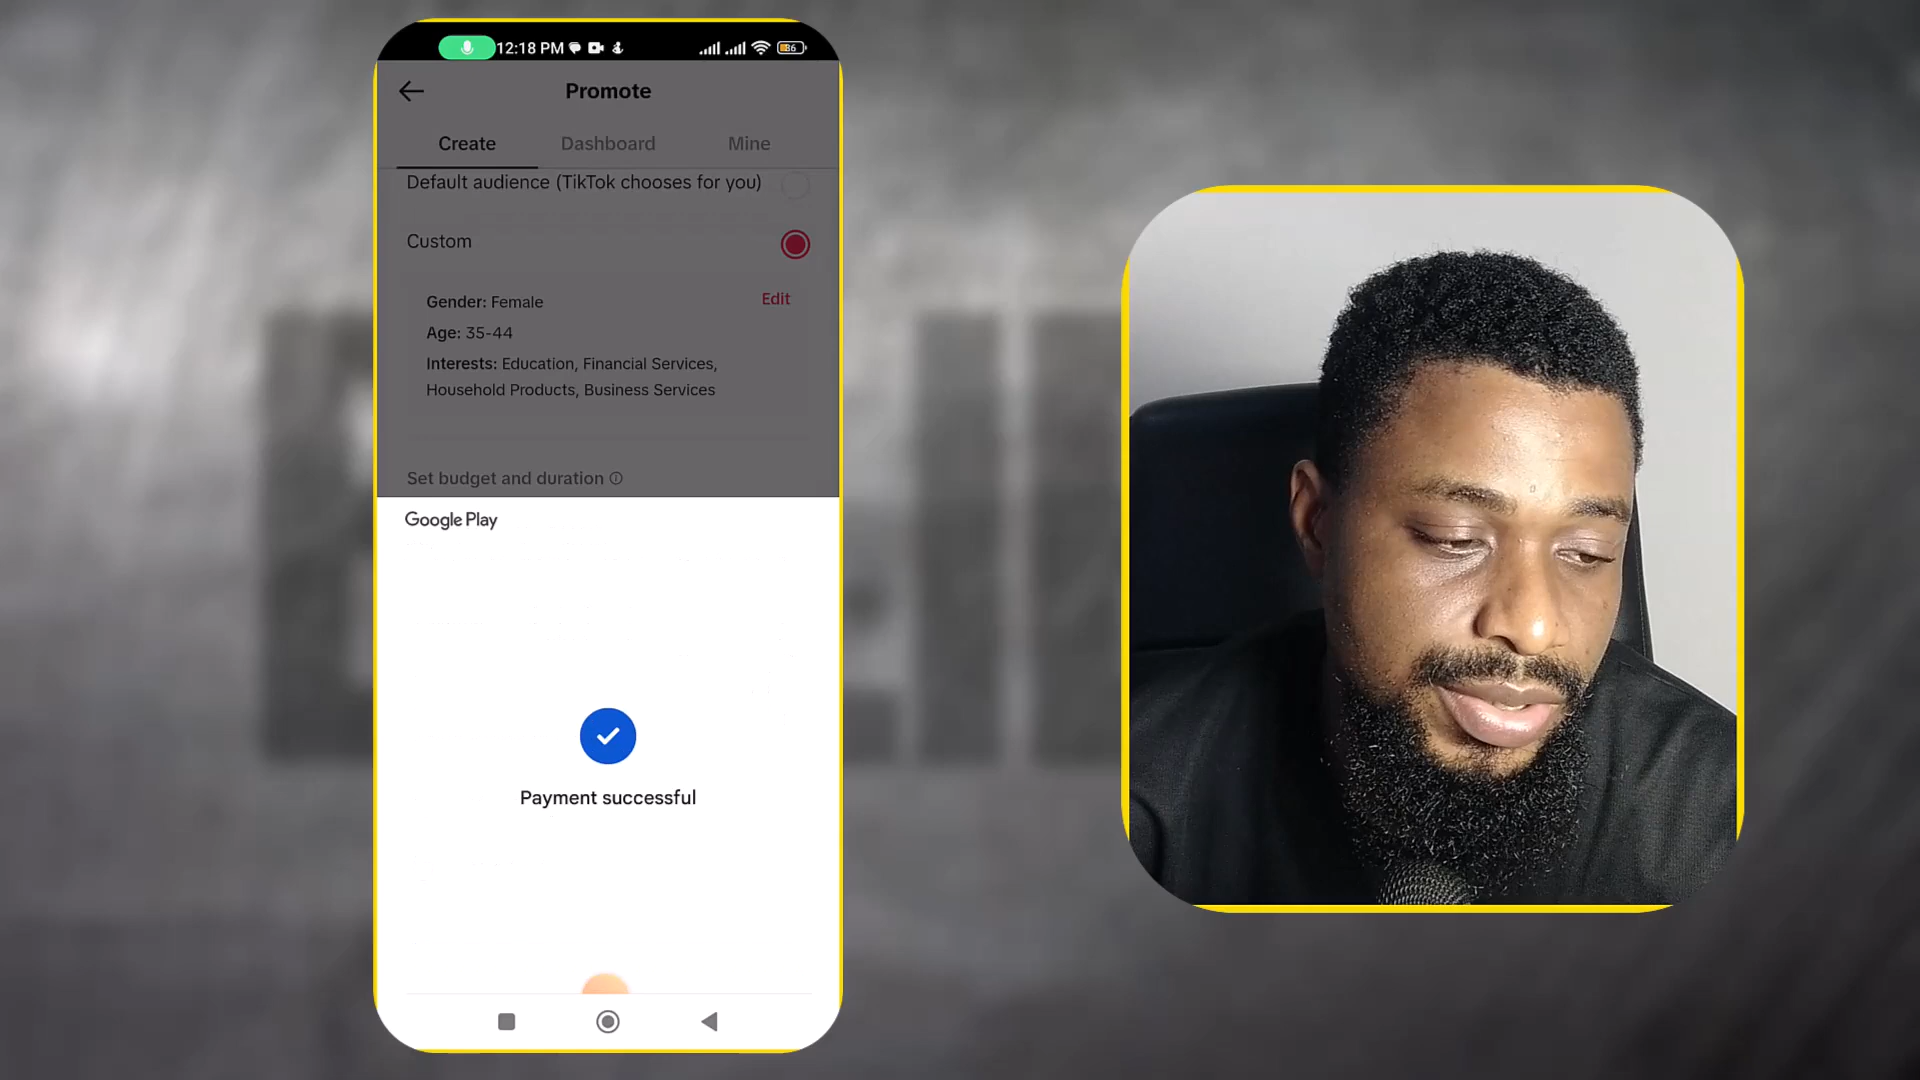 12:18 PM
86
Promote
Create
Dashboard
Mine
Default audience (TikTok chooses for you)
Custom
Gender: Female
Edit
Age: 35-44
Interests: Education, Financial Services,
Household Products, Business Services
Set budget and duration
Google Play
Payment successful